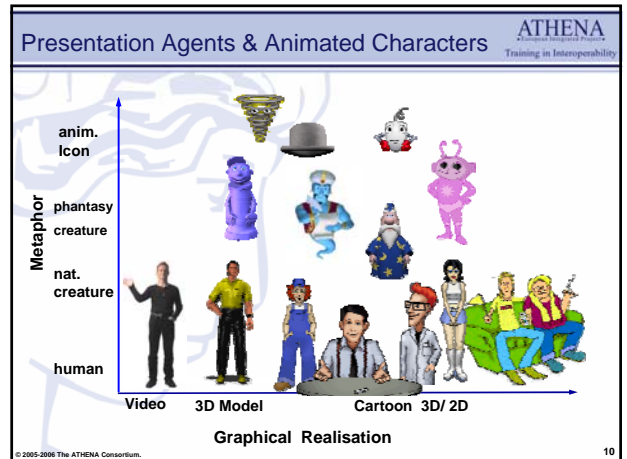 Presentation Agents & Animated Characters
ATHENA
European Integrated Project
Training in Interoperability
anim.
Icon
phantasy
creature
Metaphor
nat.
creature
human
Video
3D Model
Cartoon 3D/ 2D
Graphical Realisation
© 2005-2006 The ATHENA Consortium.
10